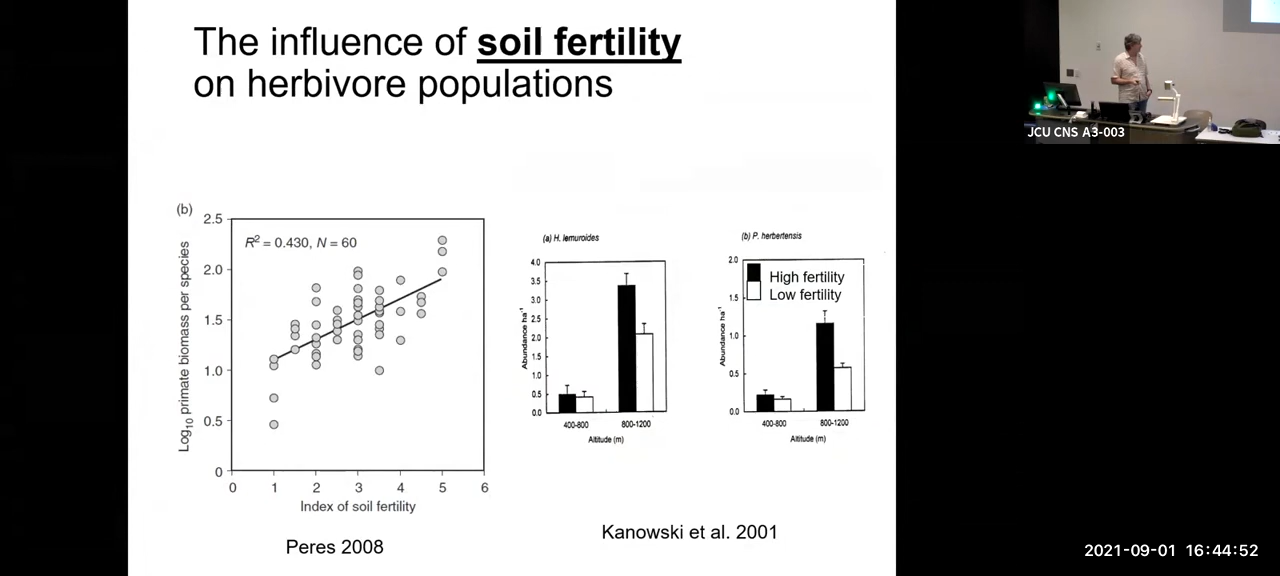 The influence of soil fertility
on herbivore populations
JCU CNS A3-003
(b)
R² = 0.430, N = 60
2.5
2.0
1.5
1.0
0.5
0
Log₁₀ primate biomass per species
0 1 2 3 4 5 6
Index of soil fertility
Peres 2008
(a) H. lemuroides
4.0
3.5
3.0
2.5
2.0
1.5
1.0
0.5
0.0
Abundance ha⁻¹
400-800 800-1200
Altitude (m)
(b) P. herbertensis
High fertility
Low fertility
2.0
1.5
1.0
0.5
0.0
Abundance ha⁻¹
400-800 800-1200
Altitude (m)
Kanowski et al. 2001
2021-09-01 16:44:52